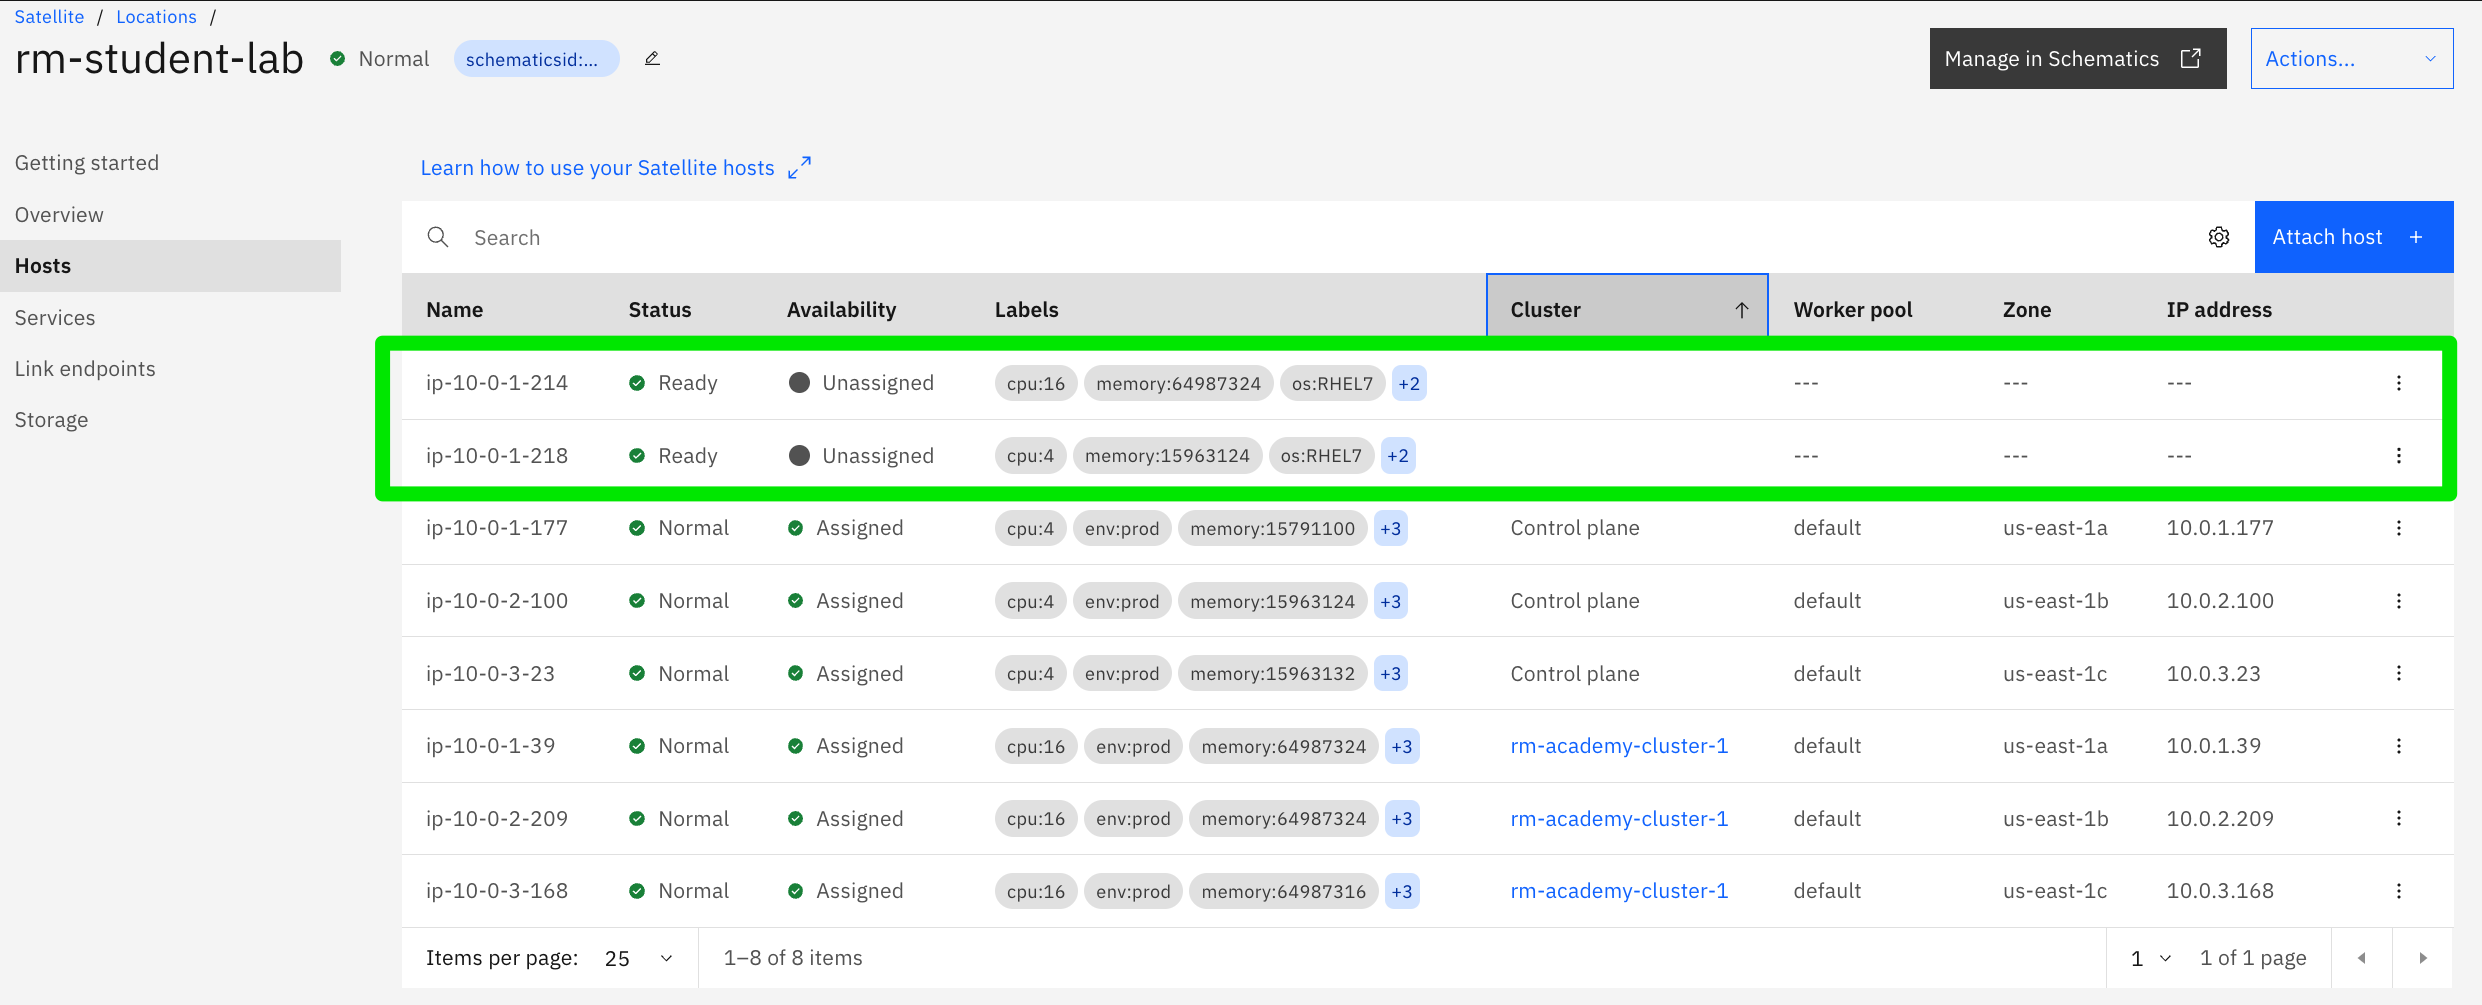 Satellite / Locations /
rm-student-lab Normal schematicsid:... Manage in Schematics Actions...
Getting started
Overview
Hosts
Services
Link endpoints
Storage
Learn how to use your Satellite hosts
Search Attach host +
Name Status Availability Labels Cluster Worker pool Zone IP address
ip-10-0-1-214 Ready Unassigned cpu:16 memory:64987324 os:RHEL7 +2 --- --- ---
ip-10-0-1-218 Ready Unassigned cpu:4 memory:15963124 os:RHEL7 +2 --- --- ---
ip-10-0-1-177 Normal Assigned cpu:4 env:prod memory:15791100 +3 Control plane default us-east-1a 10.0.1.177
ip-10-0-2-100 Normal Assigned cpu:4 env:prod memory:15963124 +3 Control plane default us-east-1b 10.0.2.100
ip-10-0-3-23 Normal Assigned cpu:4 env:prod memory:15963132 +3 Control plane default us-east-1c 10.0.3.23
ip-10-0-1-39 Normal Assigned cpu:16 env:prod memory:64987324 +3 rm-academy-cluster-1 default us-east-1a 10.0.1.39
ip-10-0-2-209 Normal Assigned cpu:16 env:prod memory:64987324 +3 rm-academy-cluster-1 default us-east-1b 10.0.2.209
ip-10-0-3-168 Normal Assigned cpu:16 env:prod memory:64987316 +3 rm-academy-cluster-1 default us-east-1c 10.0.3.168
Items per page: 25 1–8 of 8 items 1 1 of 1 page